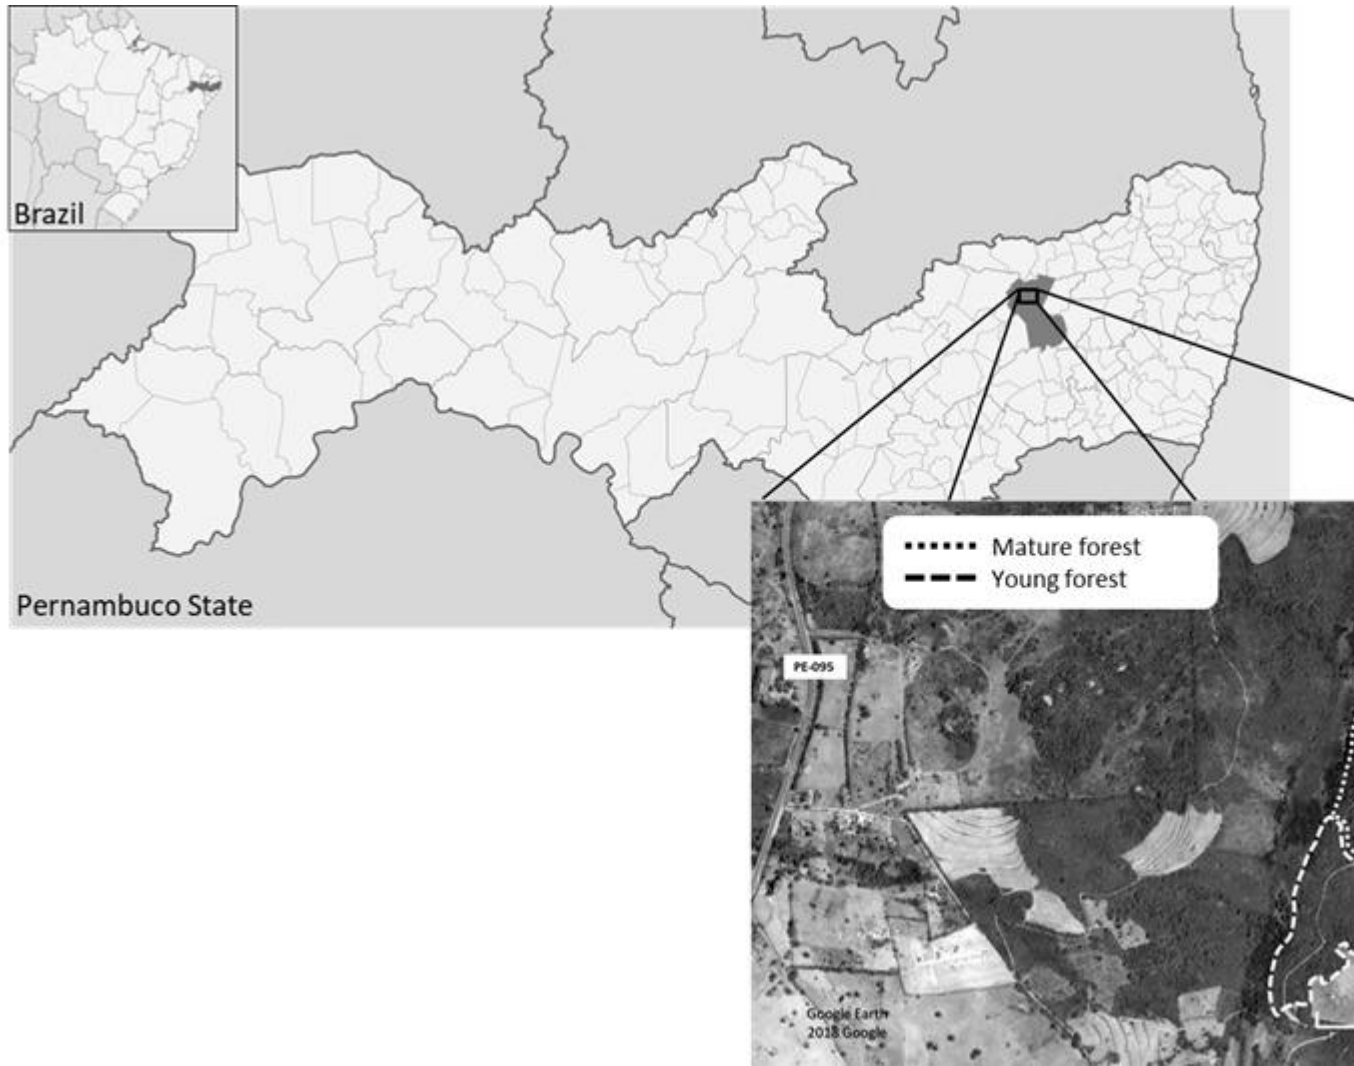 Brazil
Pernambuco State
Mature forest
Young forest
PE-095
Google Earth
2018 Google